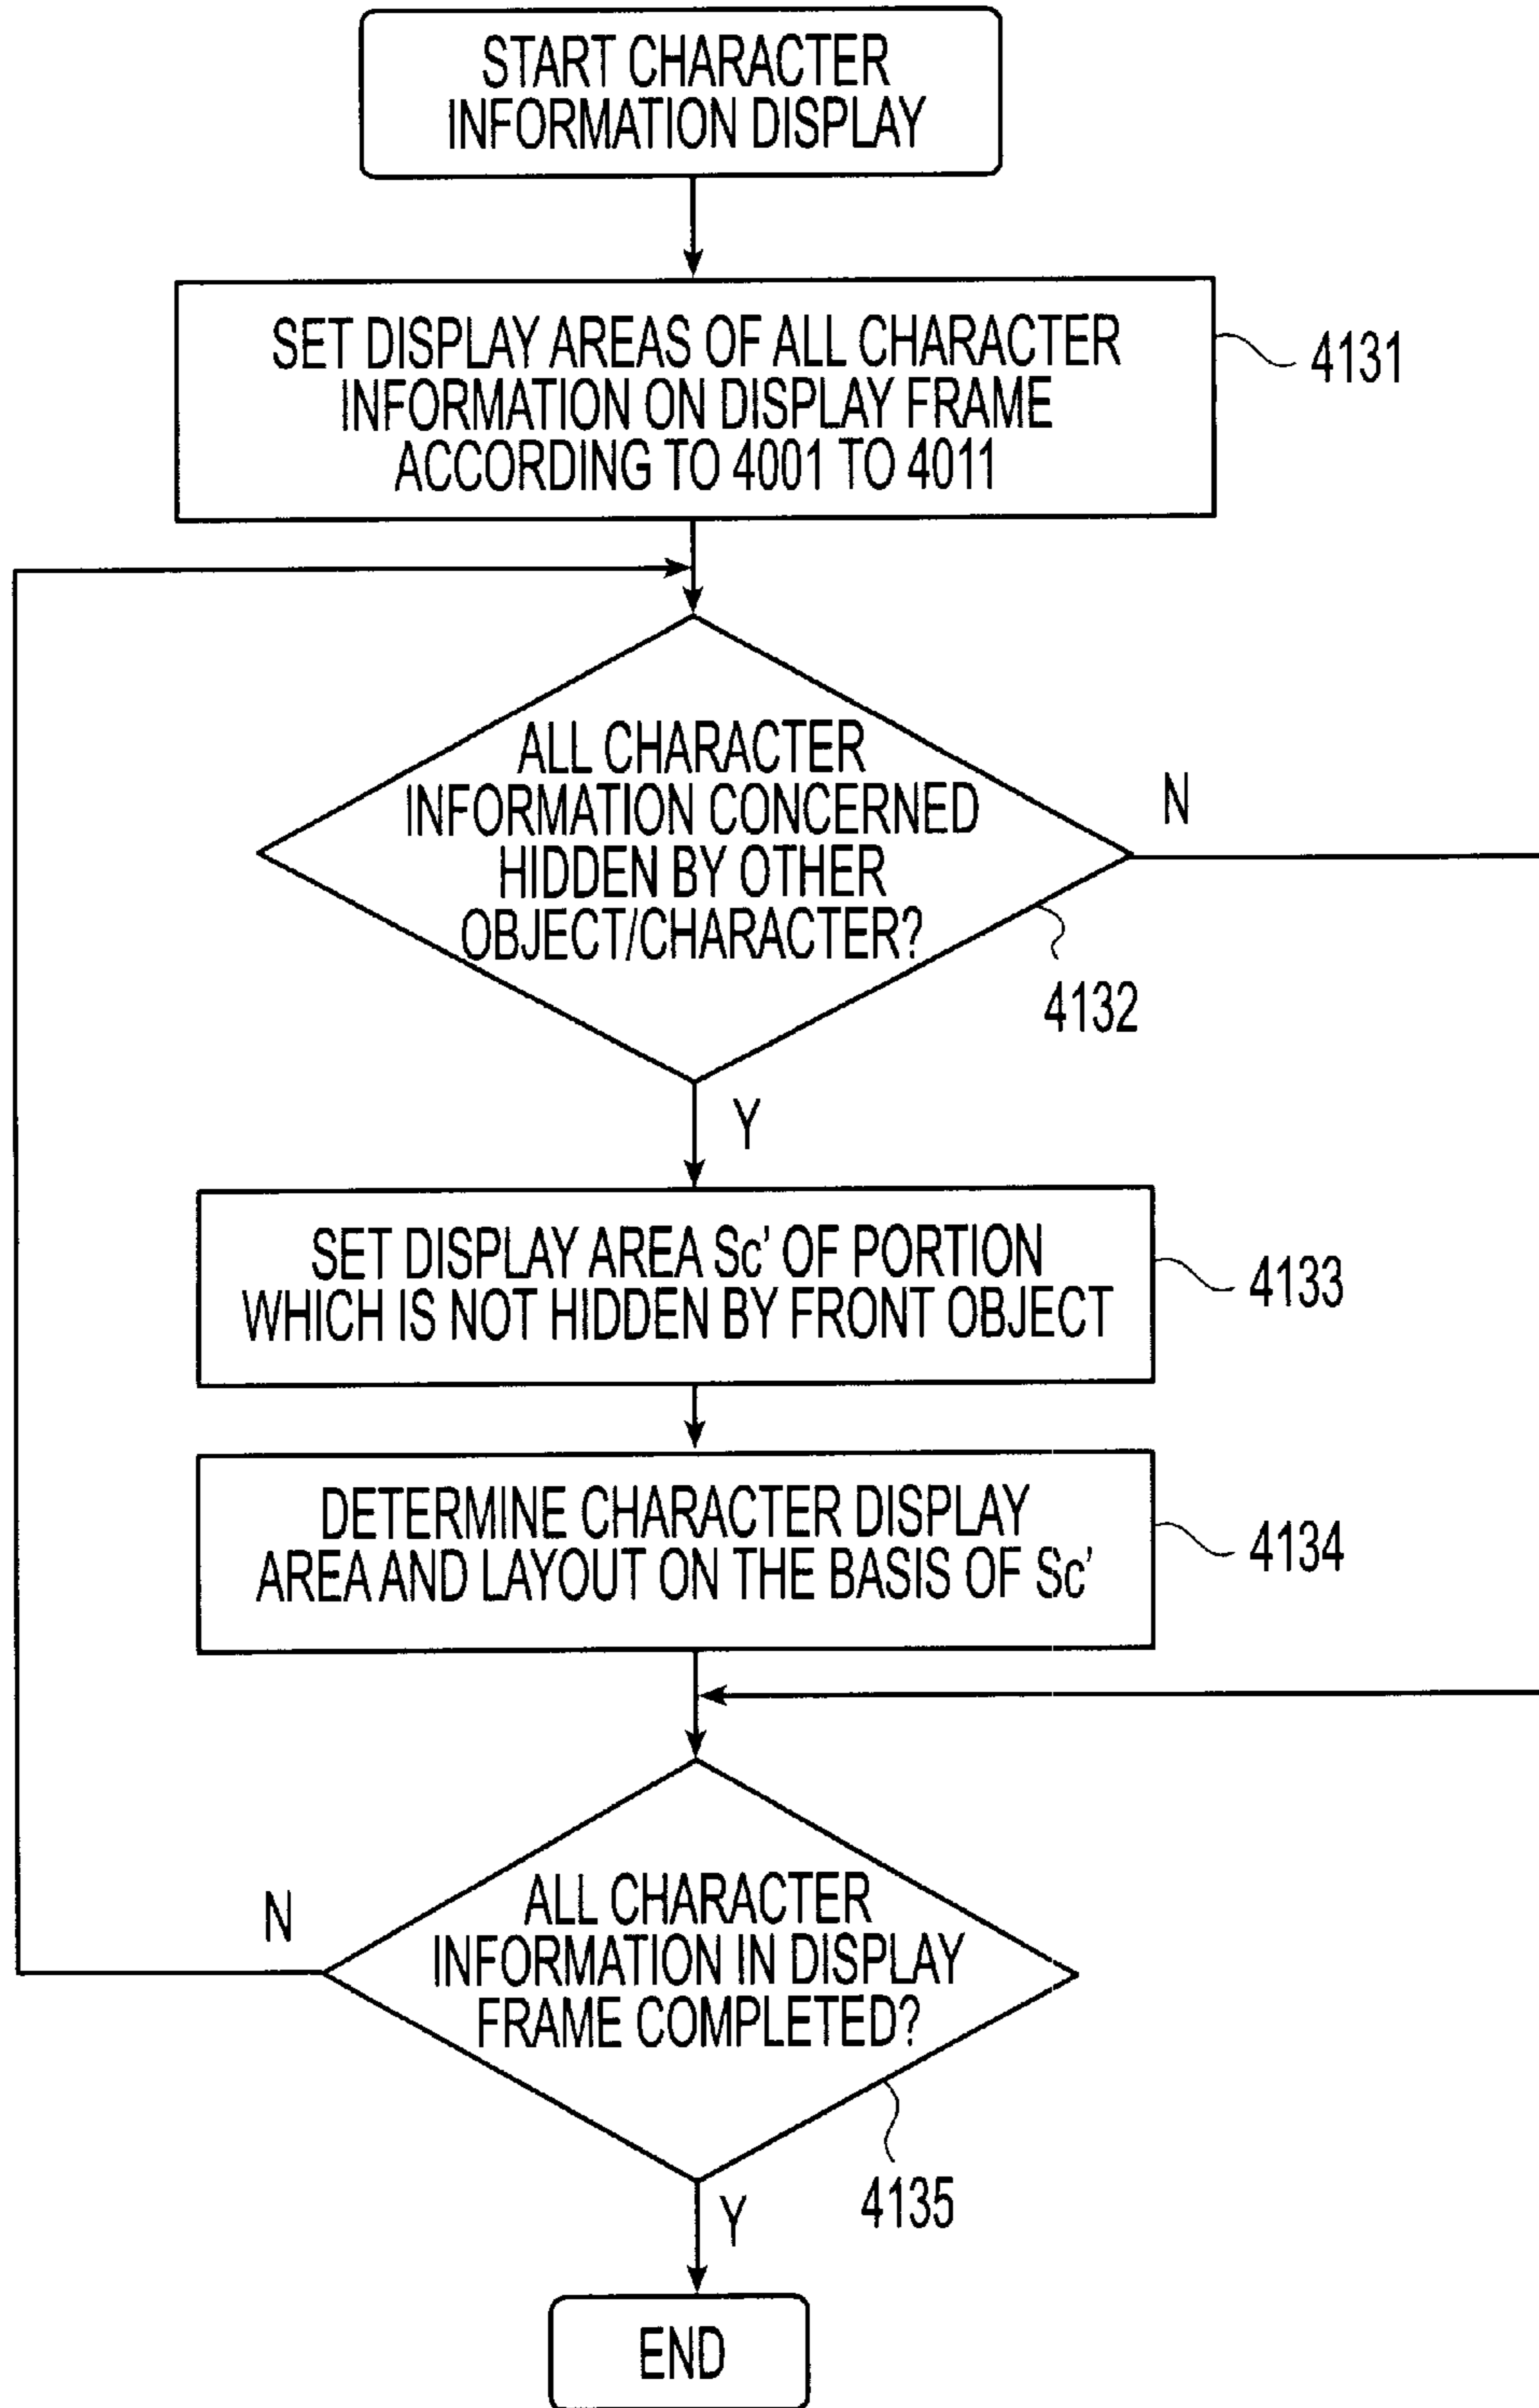 START CHARACTER
INFORMATION DISPLAY
SET DISPLAY AREAS OF ALL CHARACTER
INFORMATION ON DISPLAY FRAME
ACCORDING TO 4001 TO 4011
4131
ALL CHARACTER
INFORMATION CONCERNED
HIDDEN BY OTHER
OBJECT/CHARACTER?
N
4132
Y
SET DISPLAY AREA Sc' OF PORTION
WHICH IS NOT HIDDEN BY FRONT OBJECT
4133
DETERMINE CHARACTER DISPLAY
AREA AND LAYOUT ON THE BASIS OF Sc'
4134
N
ALL CHARACTER
INFORMATION IN DISPLAY
FRAME COMPLETED?
4135
Y
END